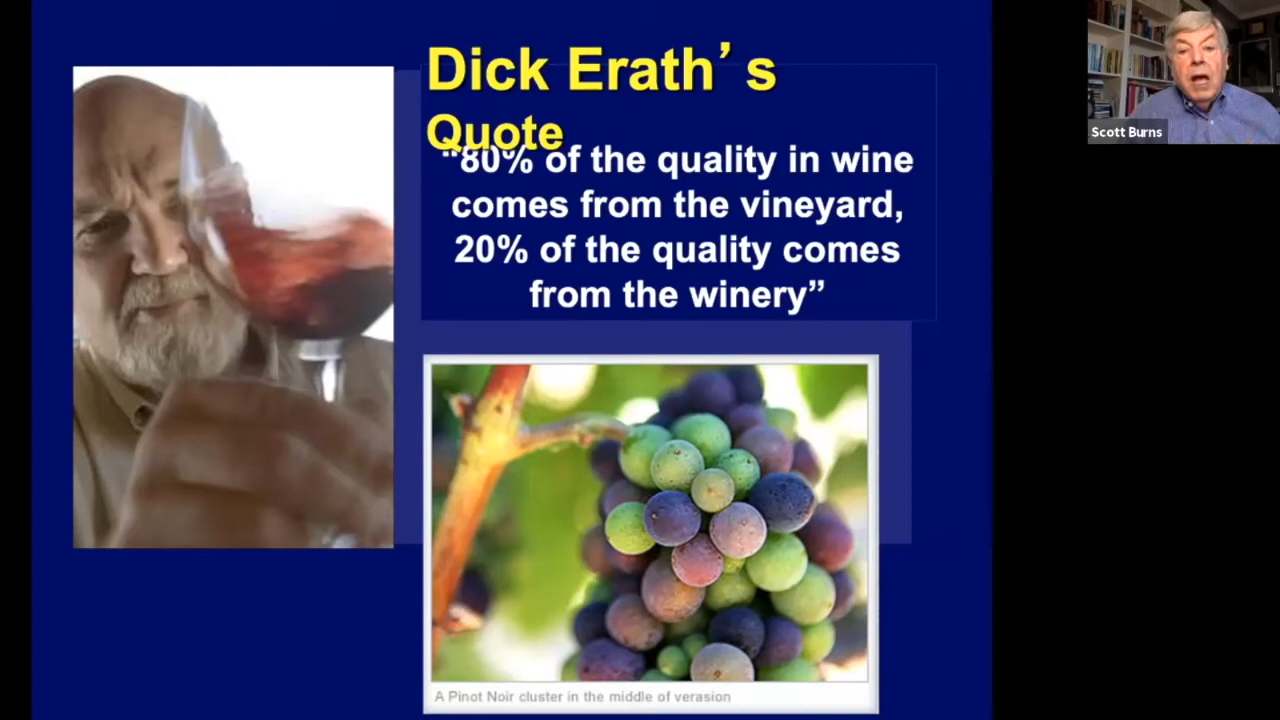 Dick Erath’s
Quote
“80% of the quality in wine
comes from the vineyard,
20% of the quality comes
from the winery”
A Pinot Noir cluster in the middle of verasion
Scott Burns